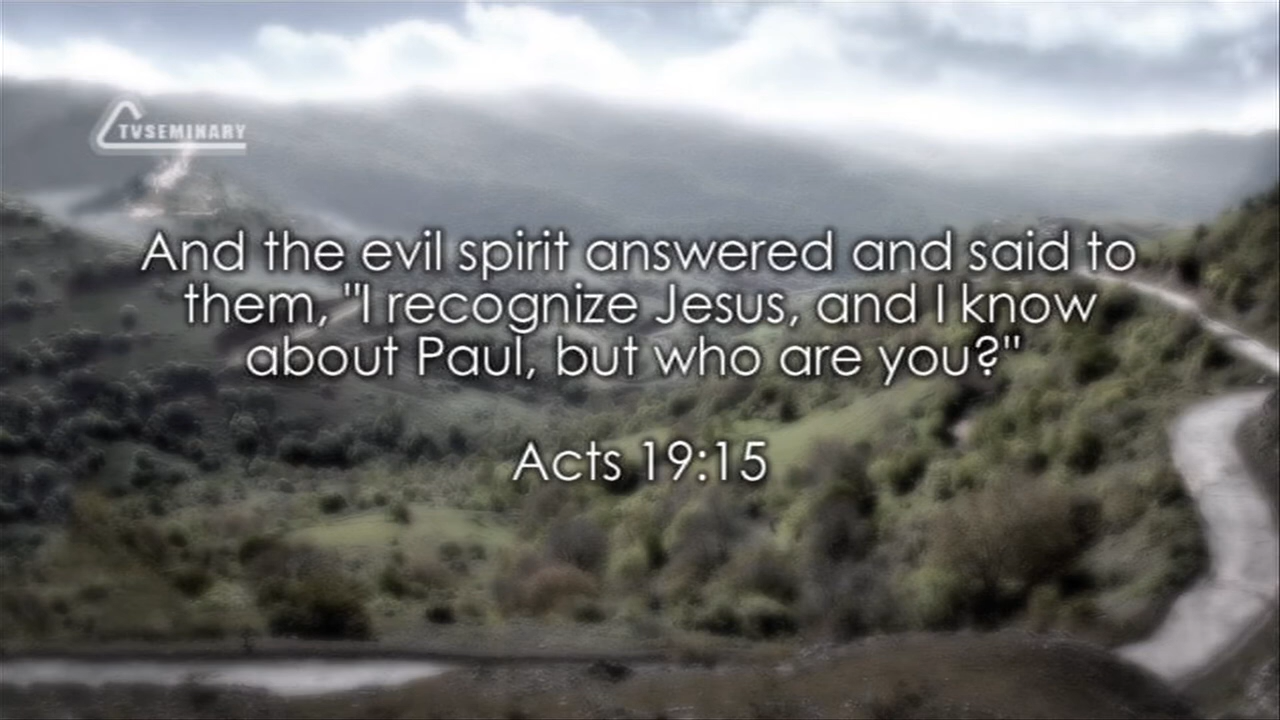 TVSEMINARY
And the evil spirit answered and said to
them, "I recognize Jesus, and I know
about Paul, but who are you?"
Acts 19:15